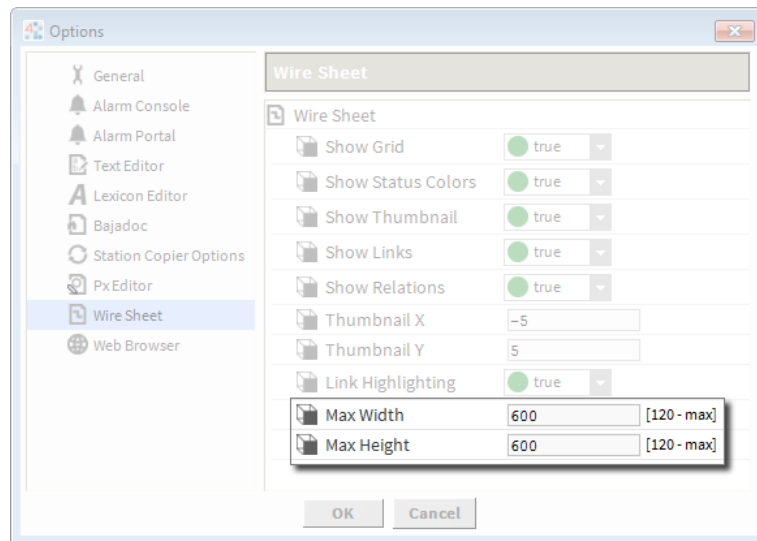 Options
General
Alarm Console
Alarm Portal
Text Editor
Lexicon Editor
Bajadoc
Station Copier Options
Px Editor
Wire Sheet
Web Browser
Wire Sheet
Wire Sheet
Show Grid true
Show Status Colors true
Show Thumbnail true
Show Links true
Show Relations true
Thumbnail X -5
Thumbnail Y 5
Link Highlighting true
Max Width 600 [120 - max]
Max Height 600 [120 - max]
OK Cancel